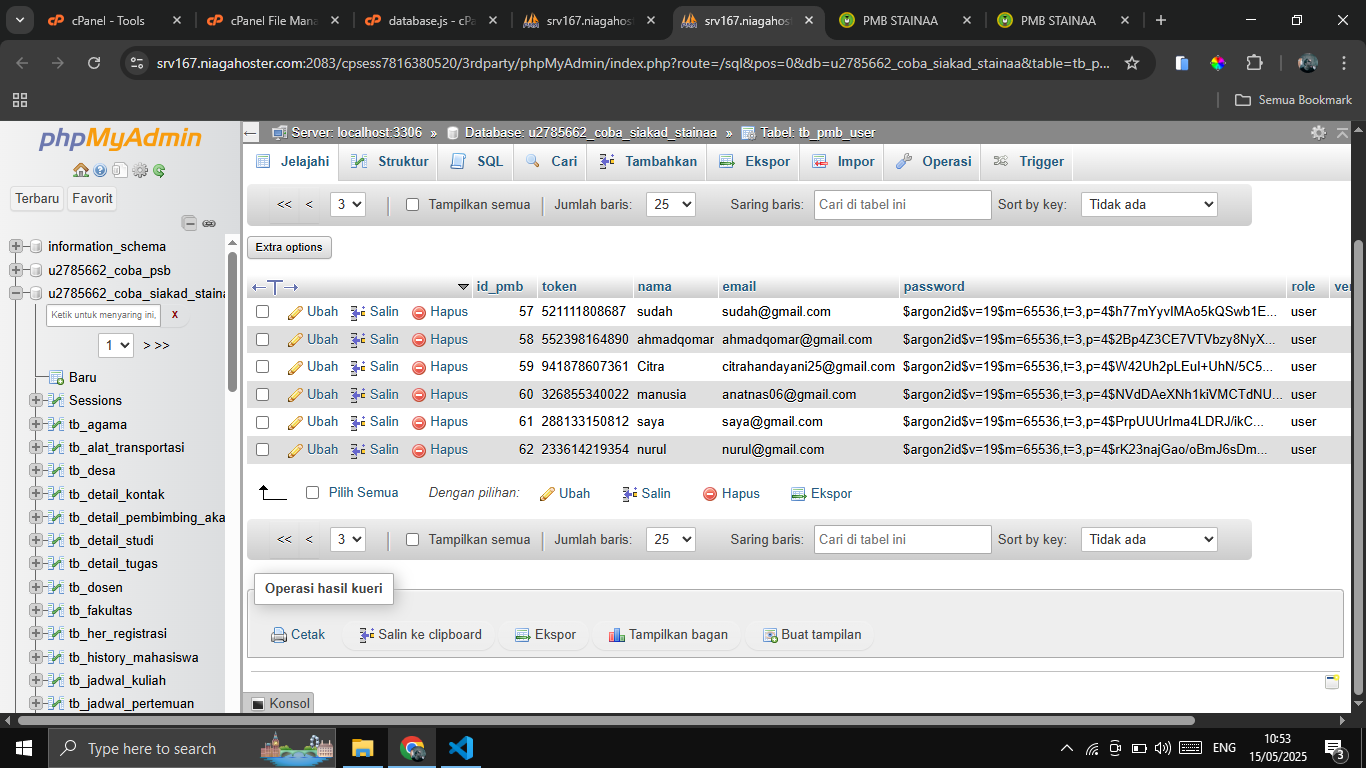 cPanel - Tools
cPanel File Mana
database.js - cPa
srv167.niagahost
srv167.niagahost
PMB STAINAA
PMB STAINAA
srv167.niagahoster.com:2083/cpsess7816380520/3rdparty/phpMyAdmin/index.php?route=/sql&pos=0&db=u2785662_coba_siakad_stainaa&table=tb_p...
Semua Bookmark
phpMyAdmin
Terbaru Favorit
information_schema
u2785662_coba_psb
u2785662_coba_siakad_staina
Ketik untuk menyaring ini, X
1 > >>
Baru
Sessions
tb_agama
tb_alat_transportasi
tb_desa
tb_detail_kontak
tb_detail_pembimbing_aka
tb_detail_studi
tb_detail_tugas
tb_dosen
tb_fakultas
tb_her_registrasi
tb_history_mahasiswa
tb_jadwal_kuliah
tb_jadwal_pertemuan
Server: localhost:3306 » Database: u2785662_coba_siakad_stainaa » Tabel: tb_pmb_user
Jelajahi Struktur SQL Cari Tambahkan Ekspor Impor Operasi Trigger
<< < 3 Tampilkan semua Jumlah baris: 25 Saring baris: Cari di tabel ini Sort by key: Tidak ada
Extra options
id_pmb token nama email password role ver
Ubah Salin Hapus 57 521111808687 sudah sudah@gmail.com $argon2id$v=19$m=65536,t=3,p=4$h77mYyvIMAo5kQSwb1E... user
Ubah Salin Hapus 58 552398164890 ahmadqomar ahmadqomar@gmail.com $argon2id$v=19$m=65536,t=3,p=4$2Bp4Z3CE7VTVbzy8NyX... user
Ubah Salin Hapus 59 941878607361 Citra citrahandayani25@gmail.com $argon2id$v=19$m=65536,t=3,p=4$W42Uh2pLEuI+UhN/5C5... user
Ubah Salin Hapus 60 326855340022 manusia anatnas06@gmail.com $argon2id$v=19$m=65536,t=3,p=4$NVdDAeXNh1kiVMCTdNU... user
Ubah Salin Hapus 61 288133150812 saya saya@gmail.com $argon2id$v=19$m=65536,t=3,p=4$PrpUUUrIma4LDRJ/ikC... user
Ubah Salin Hapus 62 233614219354 nurul nurul@gmail.com $argon2id$v=19$m=65536,t=3,p=4$rK23najGao/oBmJ6sDm... user
Pilih Semua Dengan pilihan: Ubah Salin Hapus Ekspor
<< < 3 Tampilkan semua Jumlah baris: 25 Saring baris: Cari di tabel ini Sort by key: Tidak ada
Operasi hasil kueri
Cetak Salin ke clipboard Ekspor Tampilkan bagan Buat tampilan
Konsol
Type here to search
ENG
10:53
15/05/2025
3